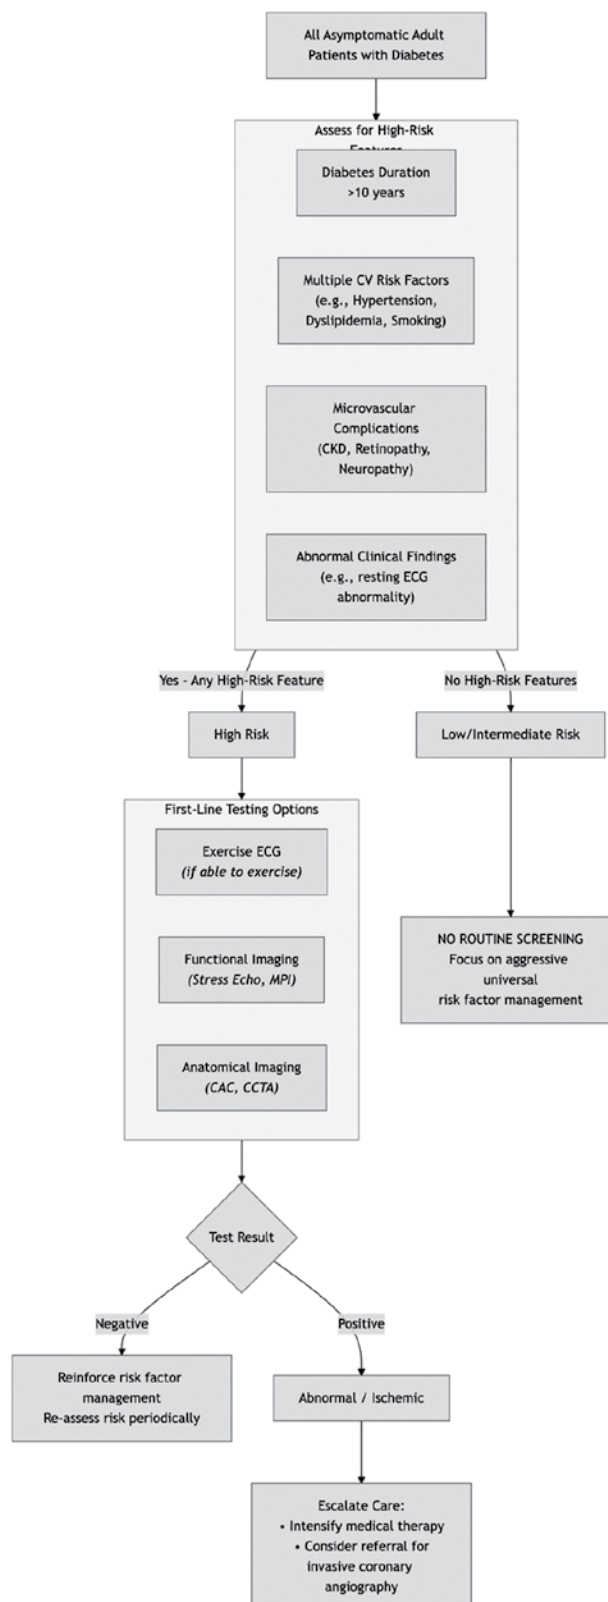 All Asymptomatic Adult
Patients with Diabetes
Assess for High-Risk
Features
Diabetes Duration
>10 years
Multiple CV Risk Factors
(e.g., Hypertension,
Dyslipidemia, Smoking)
Microvascular
Complications
(CKD, Retinopathy,
Neuropathy)
Abnormal Clinical Findings
(e.g., resting ECG
abnormality)
Yes - Any High-Risk Feature
No High-Risk Features
High Risk
Low/Intermediate Risk
First-Line Testing Options
Exercise ECG
(if able to exercise)
Functional Imaging
(Stress Echo, MPI)
Anatomical Imaging
(CAC, CCTA)
NO ROUTINE SCREENING
Focus on aggressive
universal
risk factor management
Test Result
Negative
Positive
Reinforce risk factor
management
Re-assess risk periodically
Abnormal / Ischemic
Escalate Care:
• Intensify medical therapy
• Consider referral for
invasive coronary
angiography